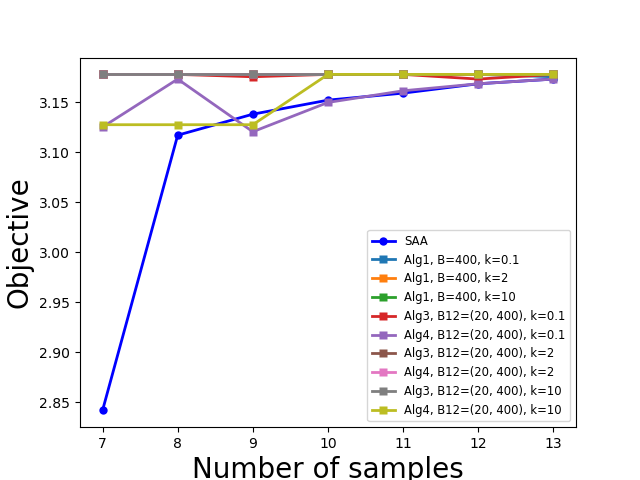 3.15
3.10
3.05
3.00
2.95
2.90
2.85
Objective
7 8 9 10 11 12 13
Number of samples
SAA
Alg1, B=400, k=0.1
Alg1, B=400, k=2
Alg1, B=400, k=10
Alg3, B12=(20, 400), k=0.1
Alg4, B12=(20, 400), k=0.1
Alg3, B12=(20, 400), k=2
Alg4, B12=(20, 400), k=2
Alg3, B12=(20, 400), k=10
Alg4, B12=(20, 400), k=10